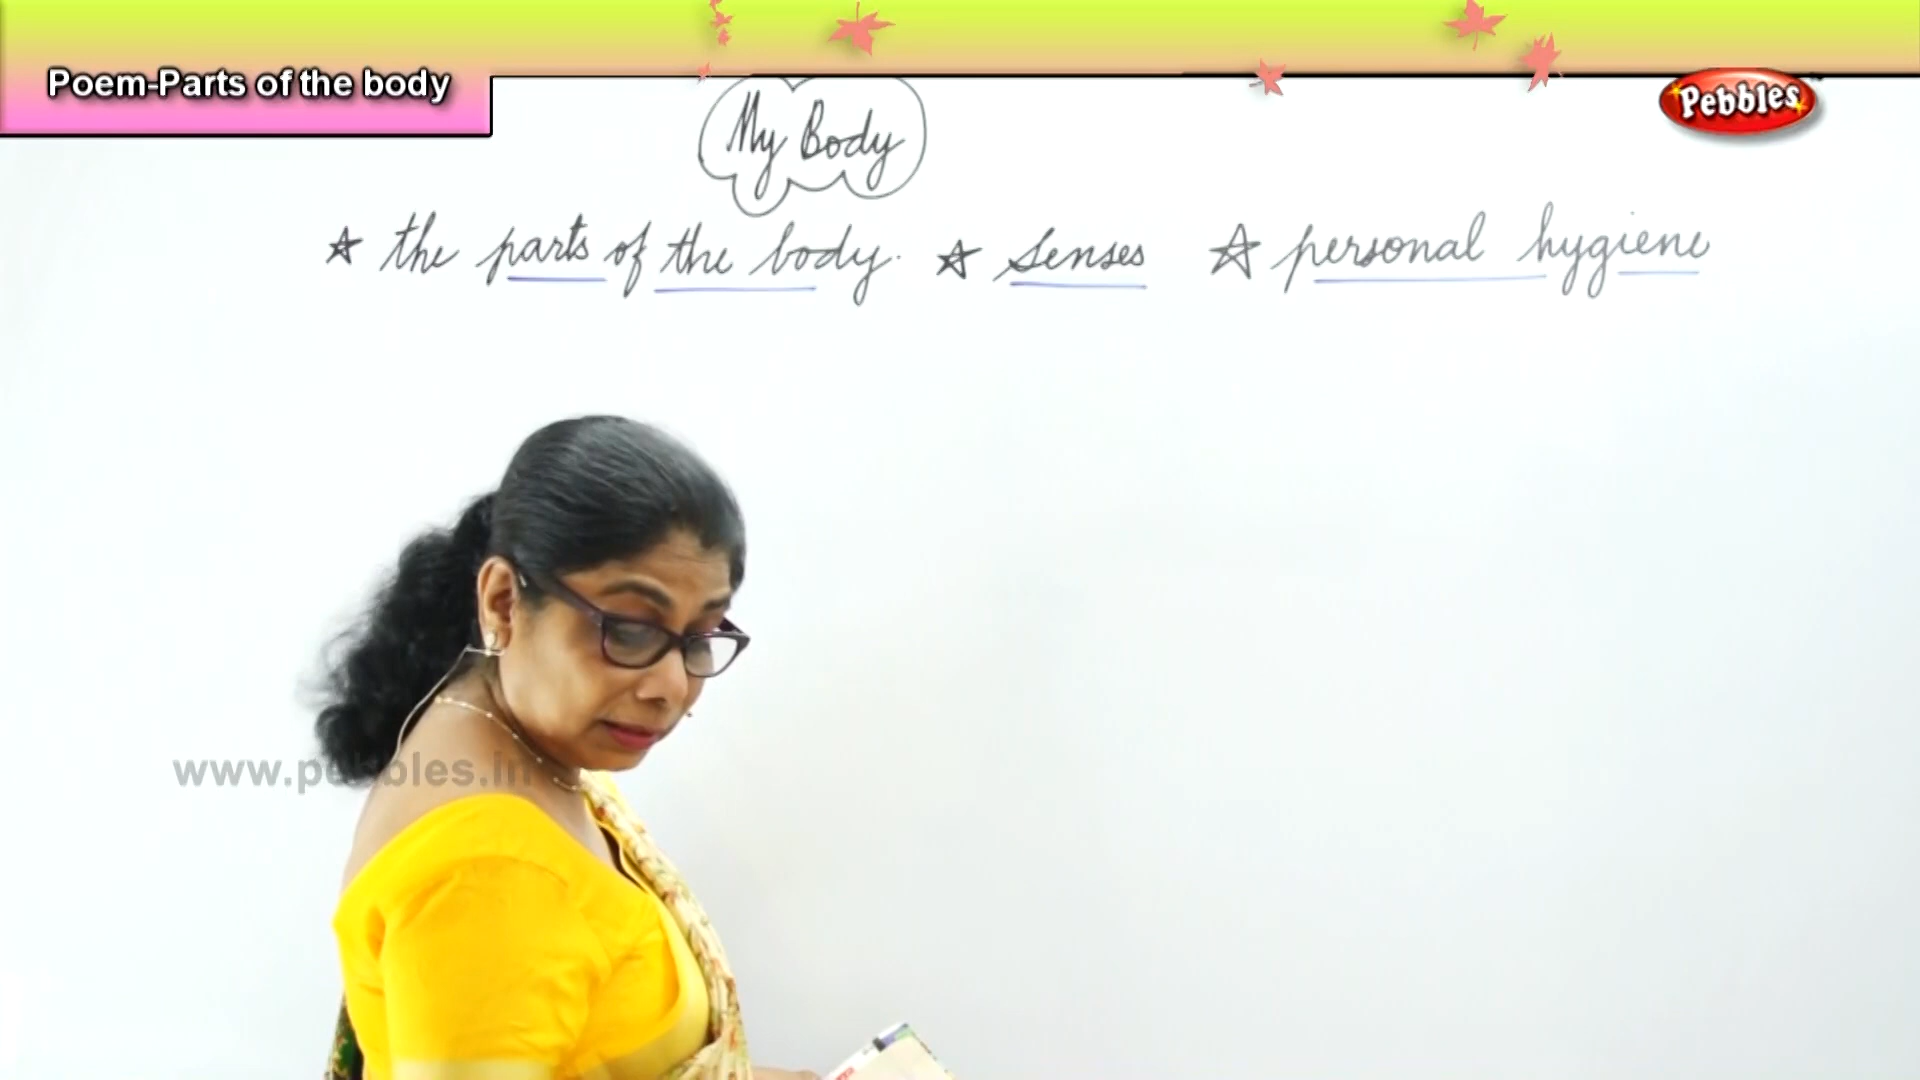 Poem-Parts of the body
Pebbles
My Body
☆ the parts of the body. ☆ senses ☆ personal hygiene
www.pebbles.in